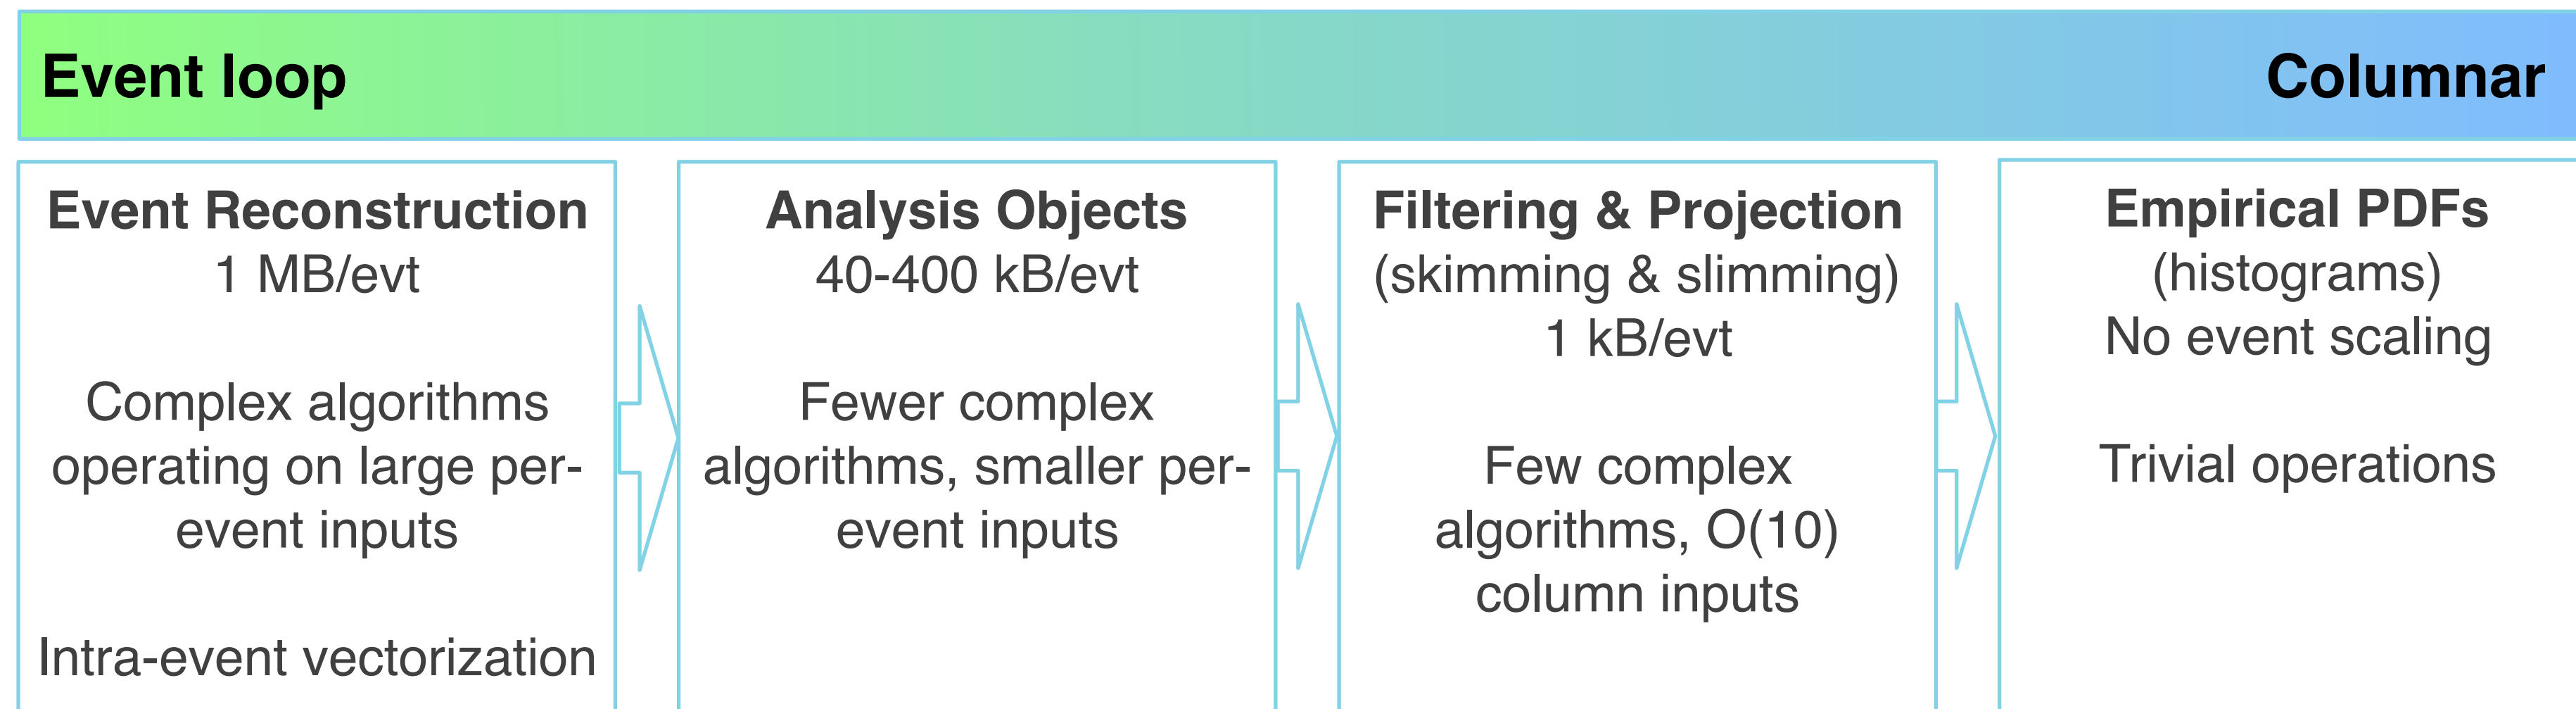 Event loop
Columnar
Event Reconstruction
1 MB/evt
Complex algorithms
operating on large per-
event inputs
Intra-event vectorization
Analysis Objects
40-400 kB/evt
Fewer complex
algorithms, smaller per-
event inputs
Filtering & Projection
(skimming & slimming)
1 kB/evt
Few complex
algorithms, O(10)
column inputs
Empirical PDFs
(histograms)
No event scaling
Trivial operations